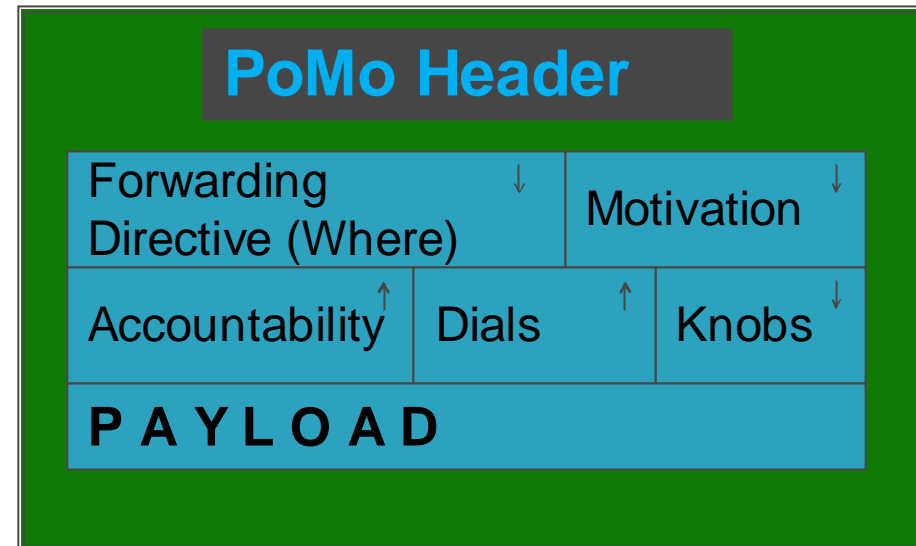 PoMo Header
Forwarding ↓
Directive (Where)
Motivation ↓
Accountability ↑
Dials ↑
Knobs ↓
P A Y L O A D